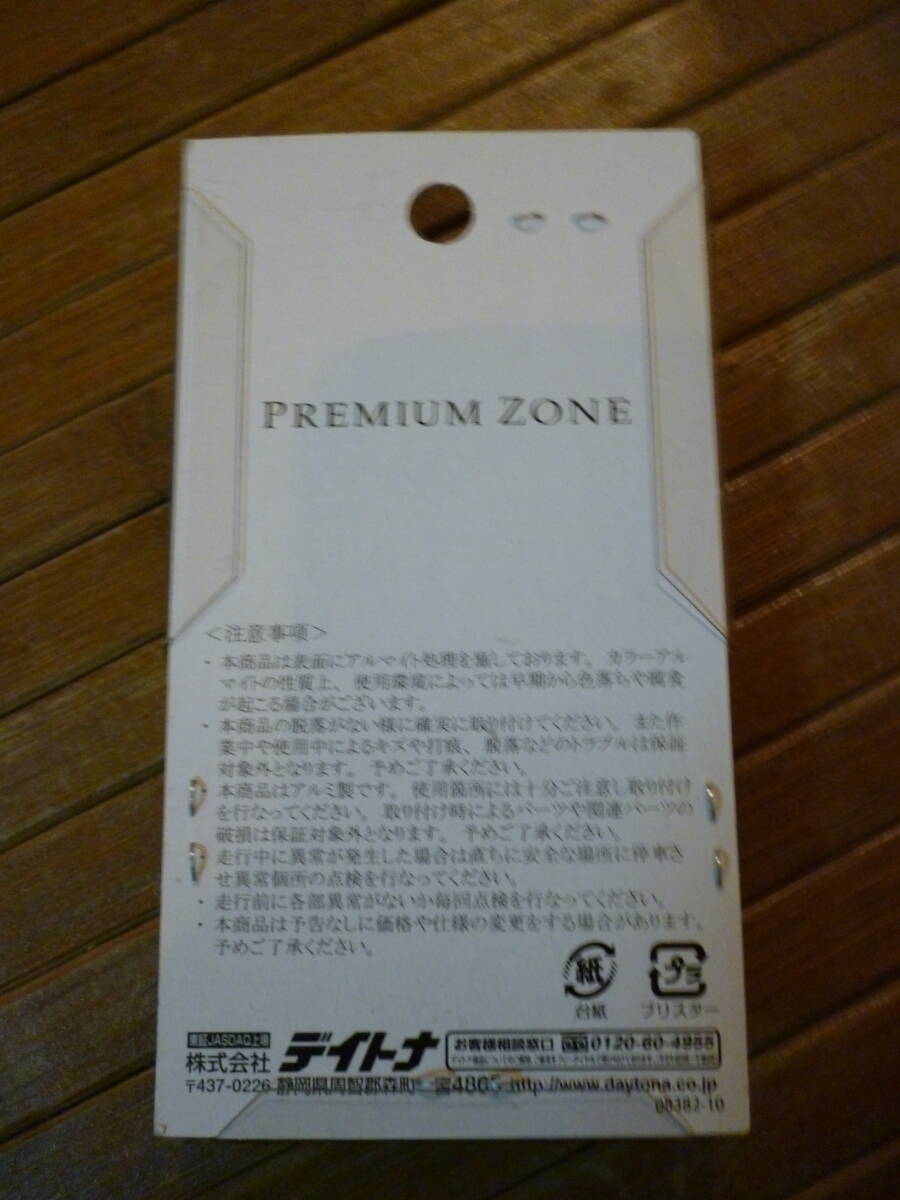 PREMIUM ZONE
＜注意事項＞
・本商品は表面にアルマイト処理を施しております。カラーアル
マイトの性質上、使用環境によっては早期から色落ちや腐食
が起こる場合がございます。
・本商品の脱落がない様に確実に取り付けてください。また作
業中や使用中によるキズや打痕、脱落などのトラブルは保証
対象外となります。予めご了承ください。
・本商品はアルミ製です。使用箇所には十分ご注意し取り付け
を行なってください。取り付け時によるパーツや関連パーツの
破損は保証対象外となります。予めご了承ください。
・走行中に異常が発生した場合は直ちに安全な場所に停車さ
せ異常個所の点検を行なってください。
・走行前に各部異常がないか毎回点検を行なってください。
・本商品は予告なしに価格や仕様の変更をする場合があります。
予めご了承ください。
紙 プラ
台紙 ブリスター
東証JASDAQ上場
株式会社 デイトナ お客様相談窓口 0120-60-4955
〒437-0226 静岡県周智郡森町一宮4865 http://www.daytona.co.jp